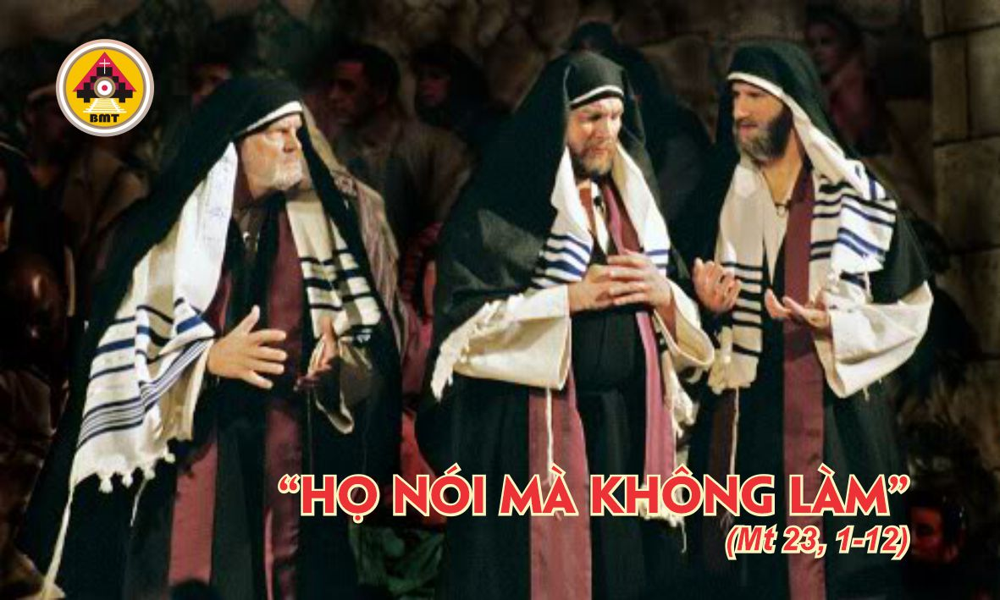 BMT
“HỌ NÓI MÀ KHÔNG LÀM”
(Mt 23, 1-12)